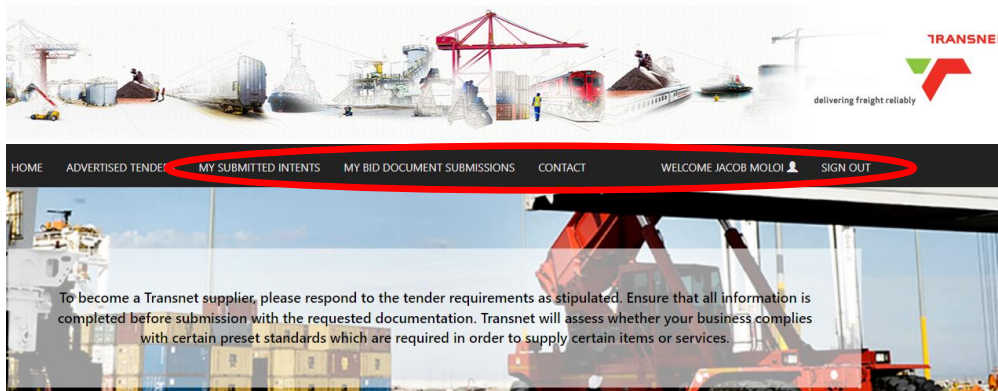 TRANSNE
delivering freight reliably
HOME ADVERTISED TENDE MY SUBMITTED INTENTS MY BID DOCUMENT SUBMISSIONS CONTACT WELCOME JACOB MOLOI SIGN OUT
To become a Transnet supplier, please respond to the tender requirements as stipulated. Ensure that all information is
completed before submission with the requested documentation. Transnet will assess whether your business complies
with certain preset standards which are required in order to supply certain items or services.